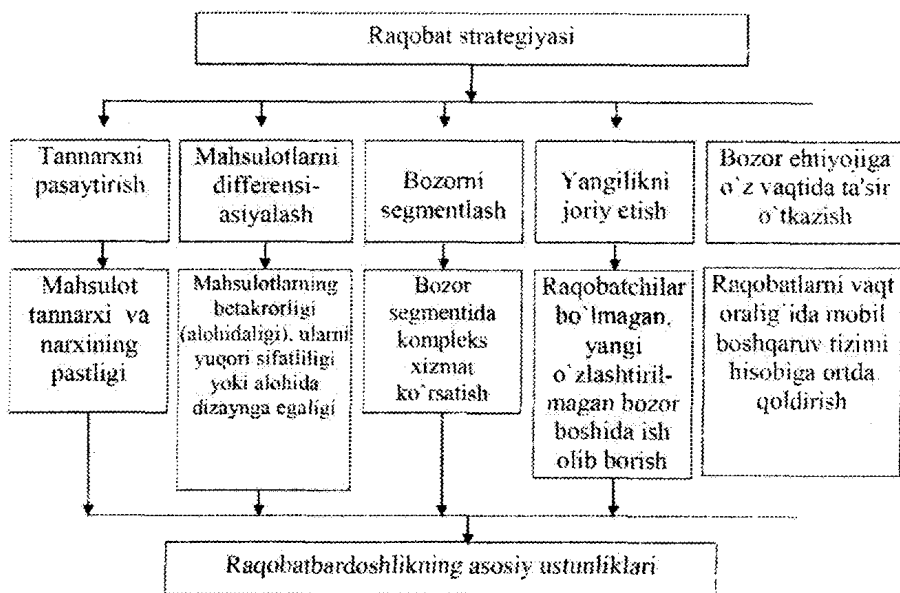 Raqobat strategiyasi
Tannarxni
pasaytirish
Mahsulotlarni
differensi-
asiyalash
Bozorni
segmentlash
Yangilikni
joriy etish
Bozor ehtiyojiga
o`z vaqtida ta'sir
o`tkazish
Mahsulot
tannarxi va
narxining pastligi
Mahsulotlarning
betakrorligi
(alohidaligi), ularni
yuqori sifatliligi
yoki alohida
dizaynga egaligi
Bozor
segmentida
kompleks
xizmat
ko`rsatish
Raqobatchilar
bo`lmagan,
yangi
o`zlashtiril-
magan bozor
boshida ish
olib borish
Raqobatlarni vaqt
oralig`ida mobil
boshqaruv tizimi
hisobiga ortda
qoldirish
Raqobatbardoshlikning asosiy ustunliklari